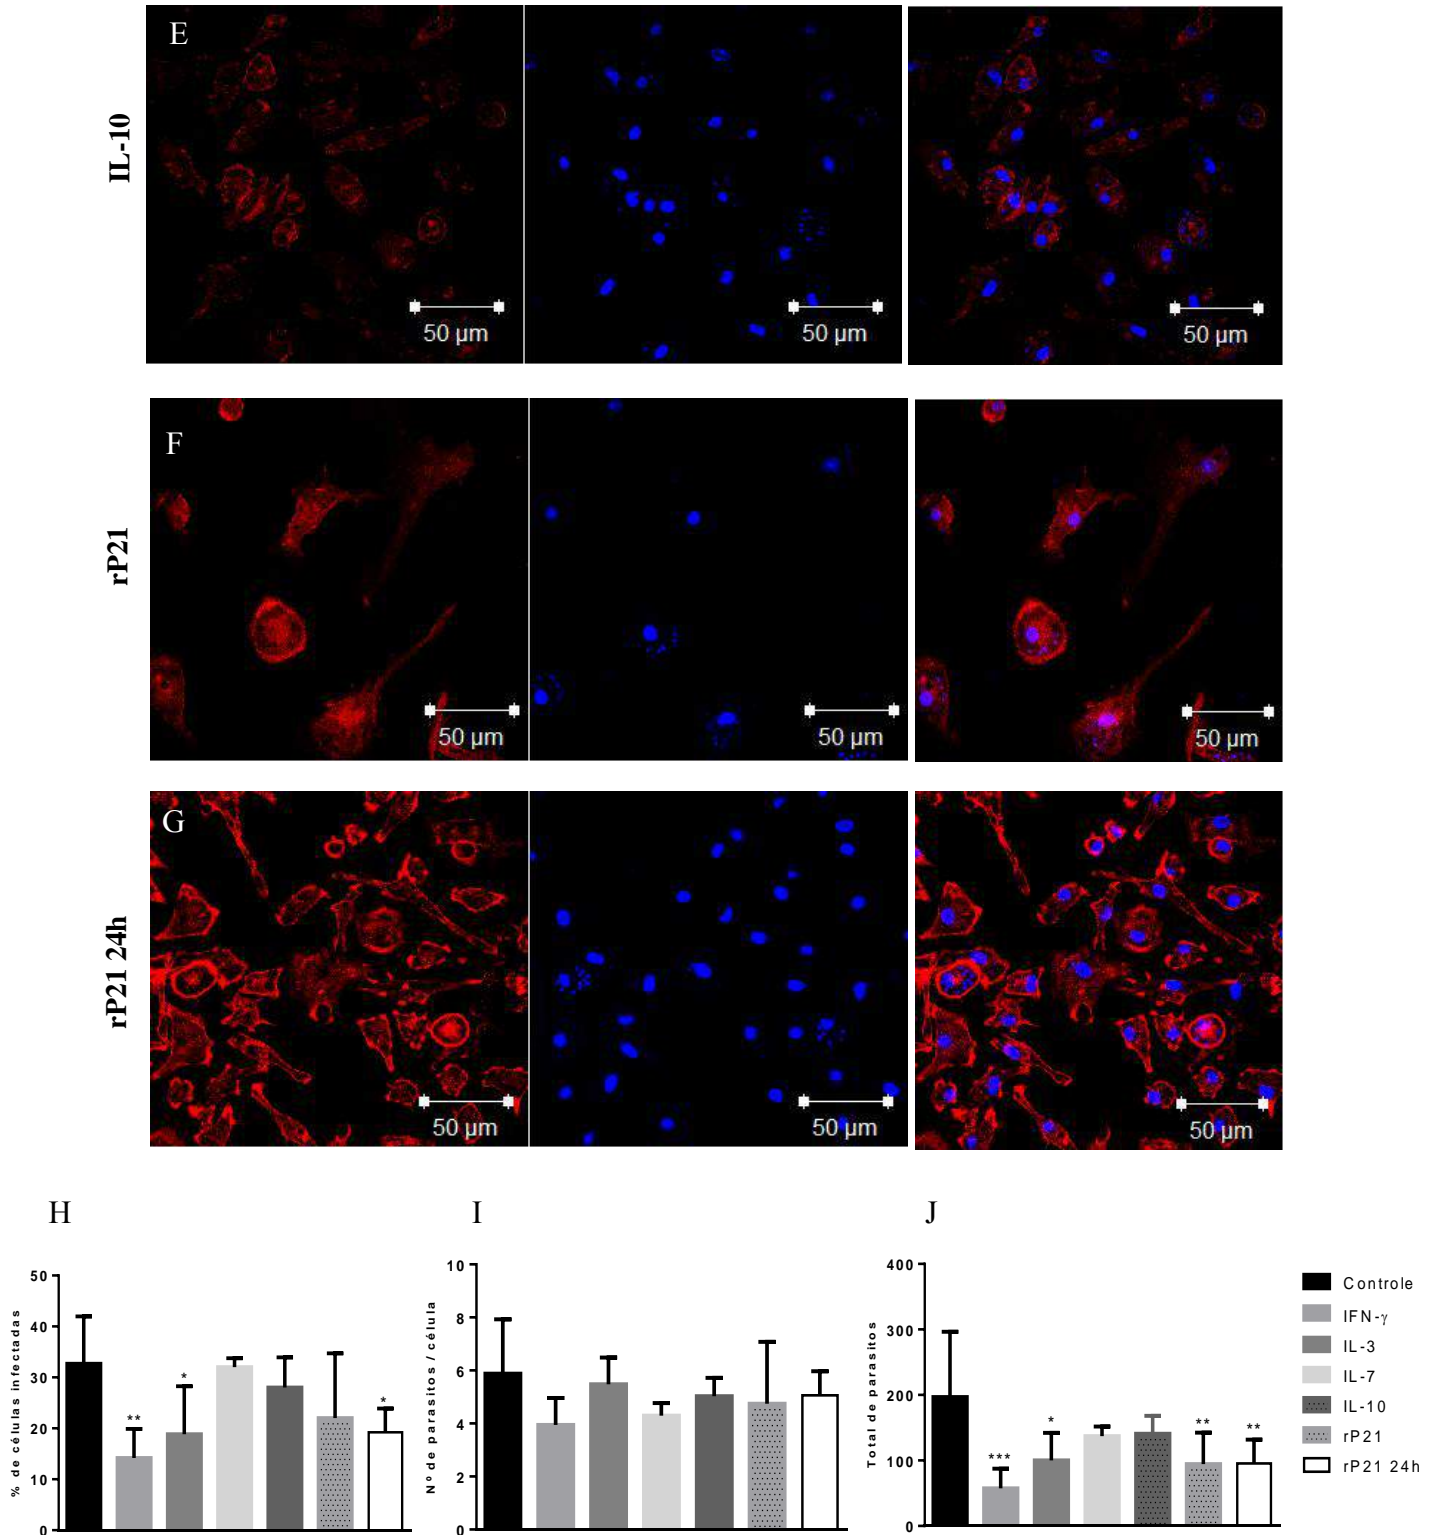 E
IL-10
50 µm
50 µm
50 µm
F
rP21
50 µm
50 µm
50 µm
G
rP21 24h
50 µm
50 µm
50 µm
H
I
J
% de células infectadas
50
40
30
20
10
0
**
*
*
Nº de parasitos / célula
10
8
6
4
2
0
Total de parasitos
400
300
200
100
0
***
*
**
**
Controle
IFN-γ
IL-3
IL-7
IL-10
rP21
rP21 24h